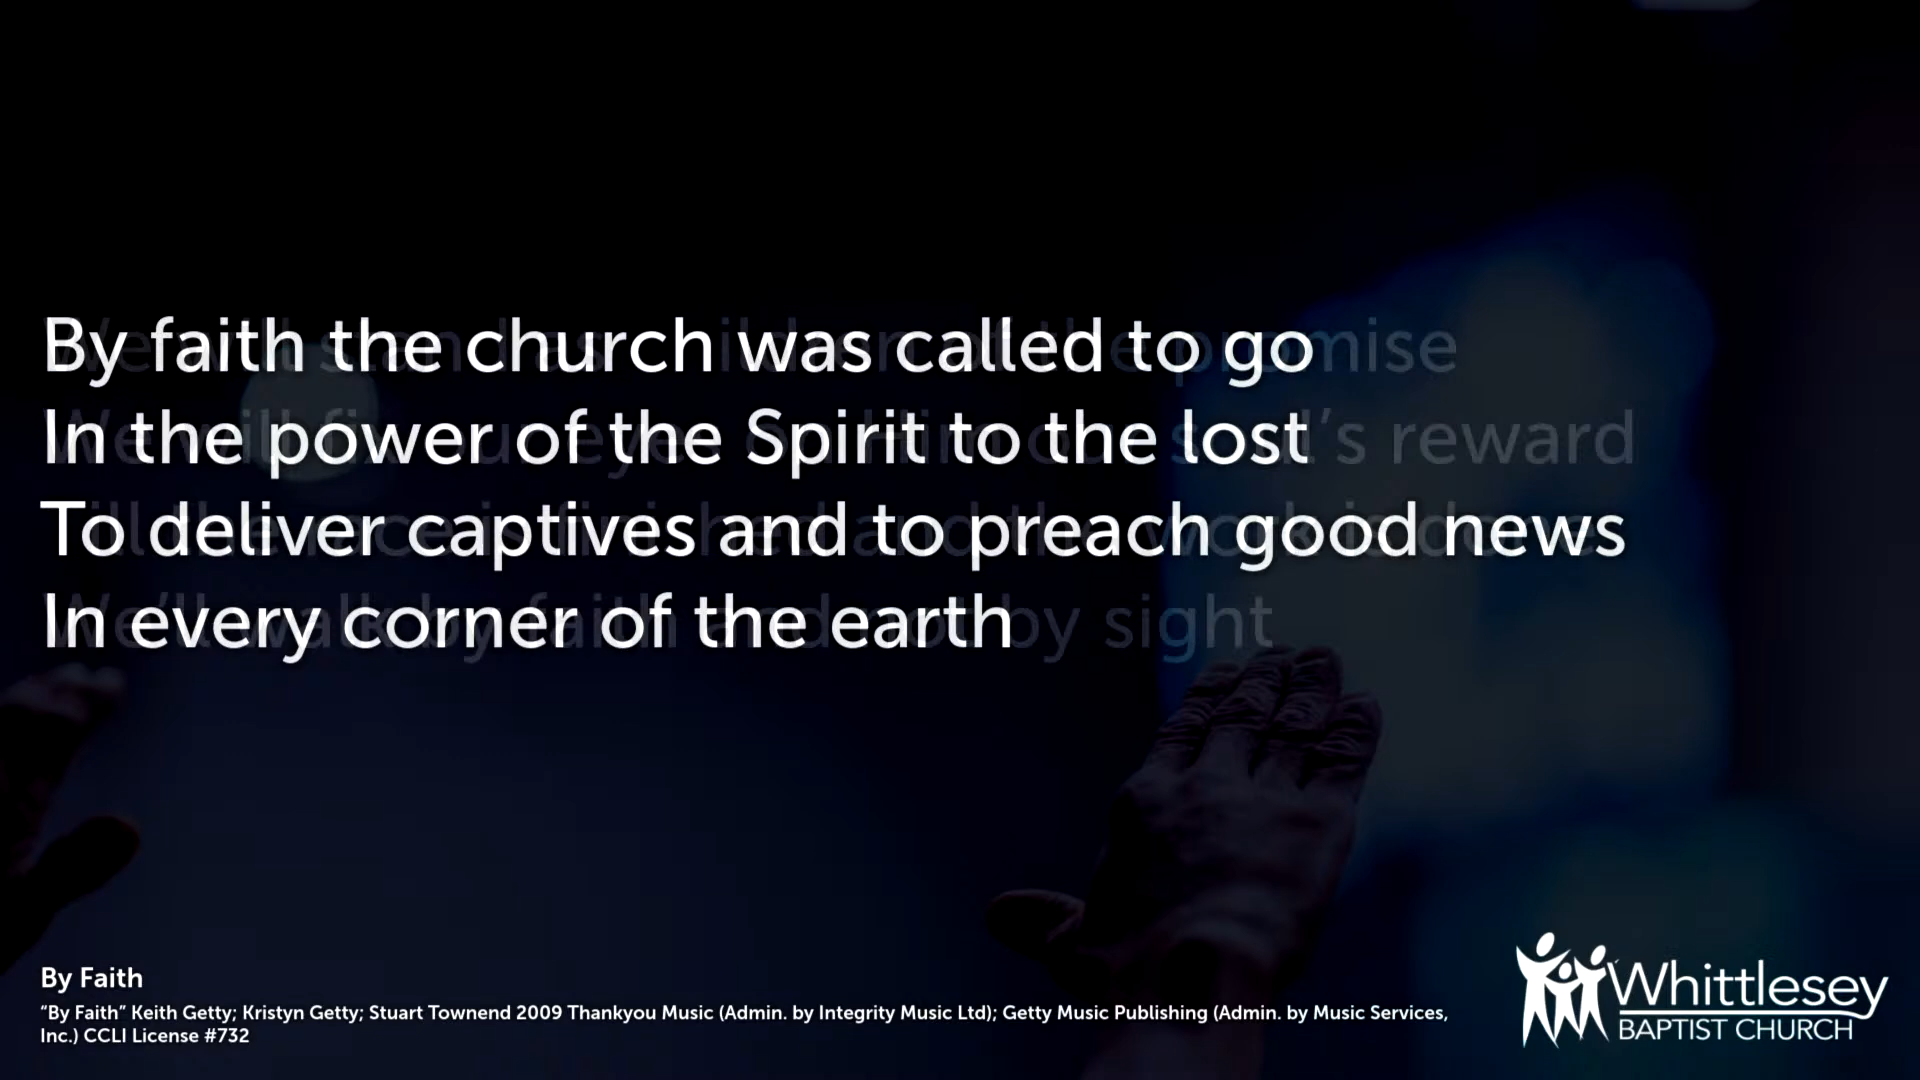 By faith the church was called to go
In the power of the Spirit to the lost
To deliver captives and to preach good news
In every corner of the earth
By Faith
“By Faith” Keith Getty; Kristyn Getty; Stuart Townend 2009 Thankyou Music (Admin. by Integrity Music Ltd); Getty Music Publishing (Admin. by Music Services,
Inc.) CCLI License #732
Whittlesey
BAPTIST CHURCH